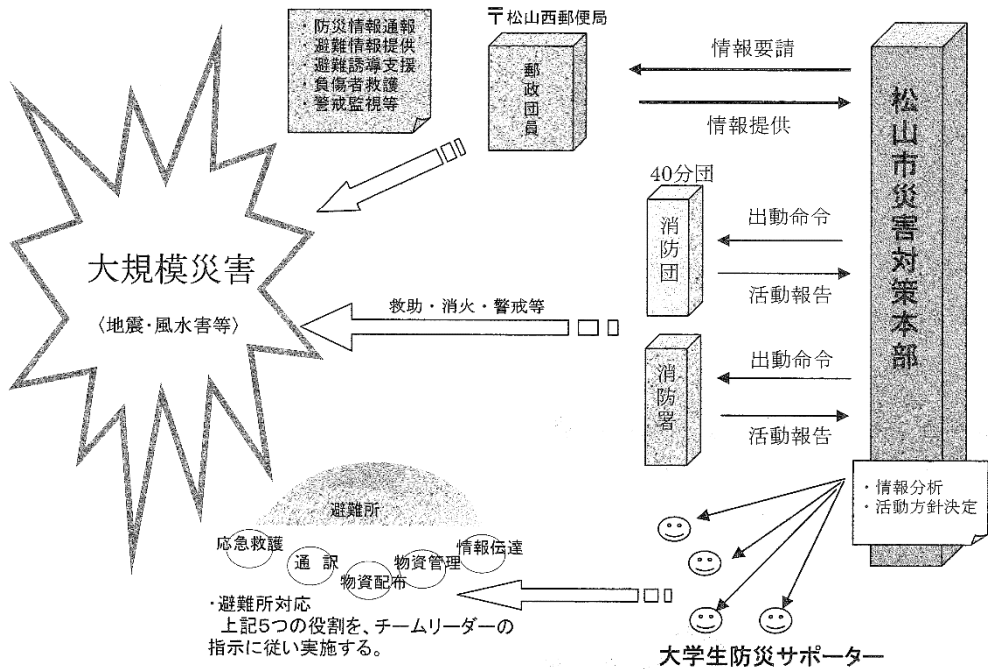 ・防災情報通報
・避難情報提供
・避難誘導支援
・負傷者救護
・警戒監視等
〒松山西郵便局
郵政団員
情報要請
情報提供
松山市災害対策本部
40分団
消防団
出動命令
活動報告
大規模災害
〈地震・風水害等〉
救助・消火・警戒等
消防署
出動命令
活動報告
・情報分析
・活動方針決定
避難所
応急救護
通訳
物資配布
物資管理
情報伝達
・避難所対応
上記5つの役割を、チームリーダーの
指示に従い実施する。
大学生防災サポーター